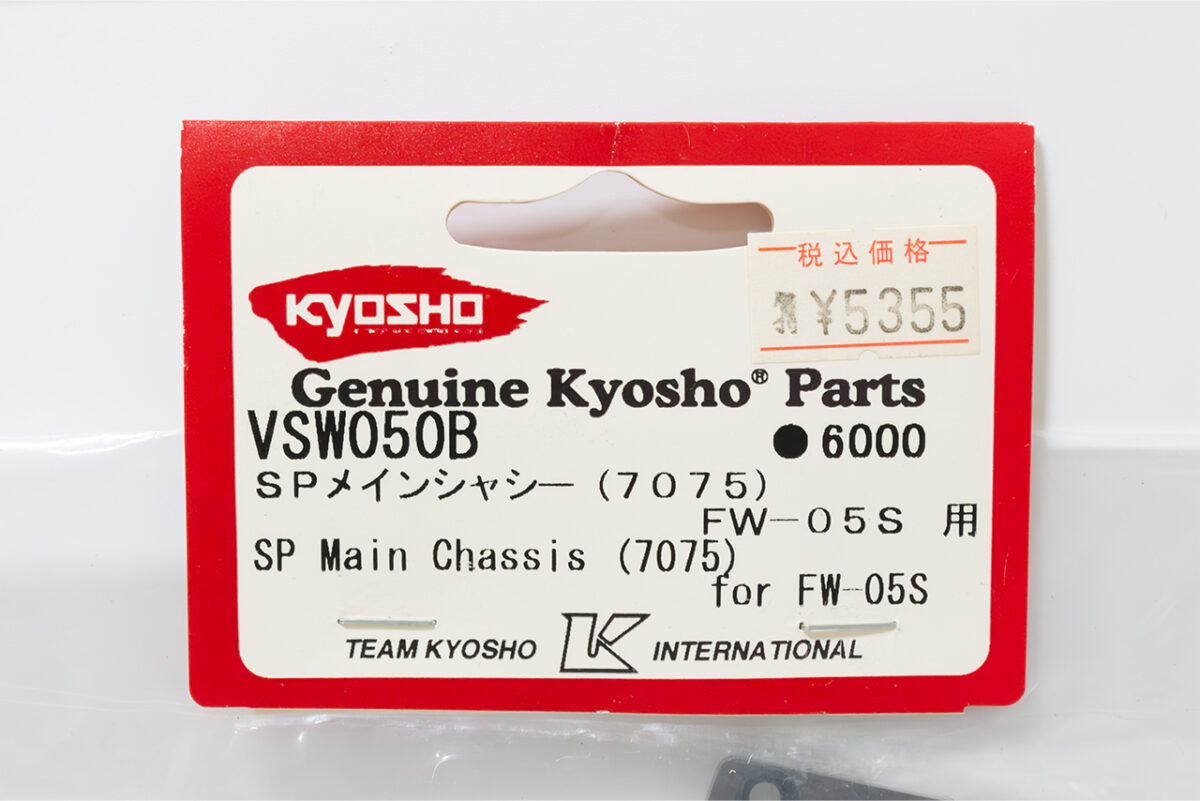 税込価格
¥5355
KYOSHO
Genuine Kyosho® Parts
VSW050B ●6000
SPメインシャシー(7075)
FW-05S 用
SP Main Chassis (7075)
for FW-05S
TEAM KYOSHO K INTERNATIONAL